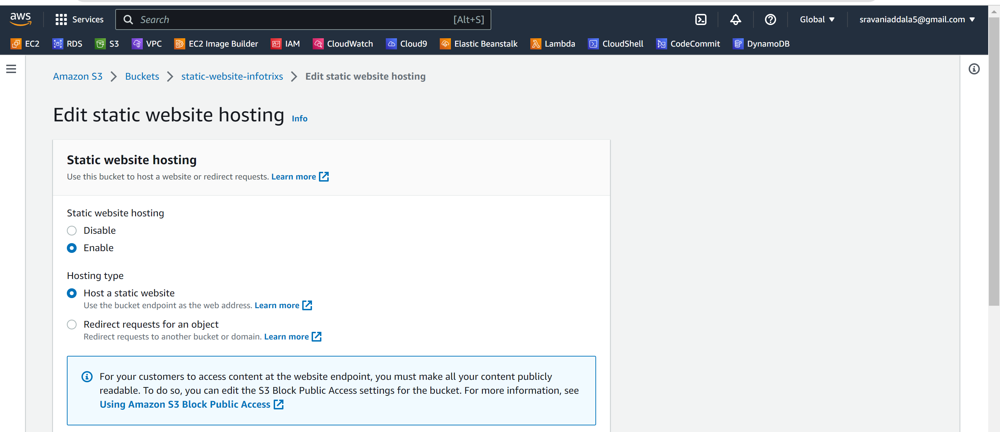 aws Services Search [Alt+S] Global sravaniaddala5@gmail.com
EC2 RDS S3 VPC EC2 Image Builder IAM CloudWatch Cloud9 Elastic Beanstalk Lambda CloudShell CodeCommit DynamoDB
Amazon S3 Buckets static-website-infotrixs Edit static website hosting
Edit static website hosting Info
Static website hosting
Use this bucket to host a website or redirect requests. Learn more
Static website hosting
Disable
Enable
Hosting type
Host a static website
Use the bucket endpoint as the web address. Learn more
Redirect requests for an object
Redirect requests to another bucket or domain. Learn more
For your customers to access content at the website endpoint, you must make all your content publicly
readable. To do so, you can edit the S3 Block Public Access settings for the bucket. For more information, see
Using Amazon S3 Block Public Access